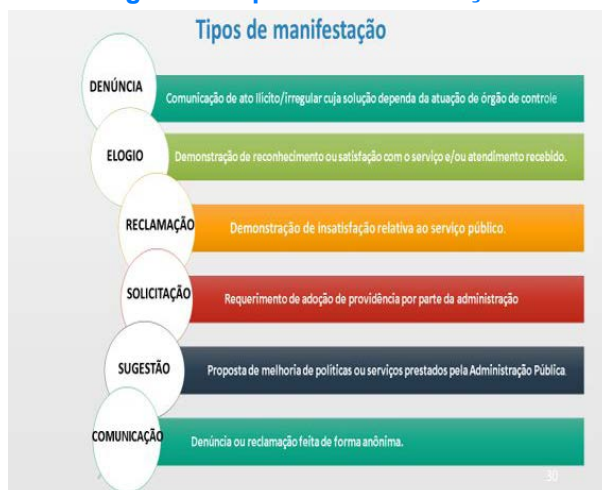 Tipos de manifestação
DENÚNCIA
Comunicação de ato Ilícito/irregular cuja solução dependa da atuação de órgão de controle
ELOGIO
Demonstração de reconhecimento ou satisfação com o serviço e/ou atendimento recebido.
RECLAMAÇÃO
Demonstração de insatisfação relativa ao serviço público.
SOLICITAÇÃO
Requerimento de adoção de providência por parte da administração
SUGESTÃO
Proposta de melhoria de políticas ou serviços prestados pela Administração Pública.
COMUNICAÇÃO
Denúncia ou reclamação feita de forma anônima.
30